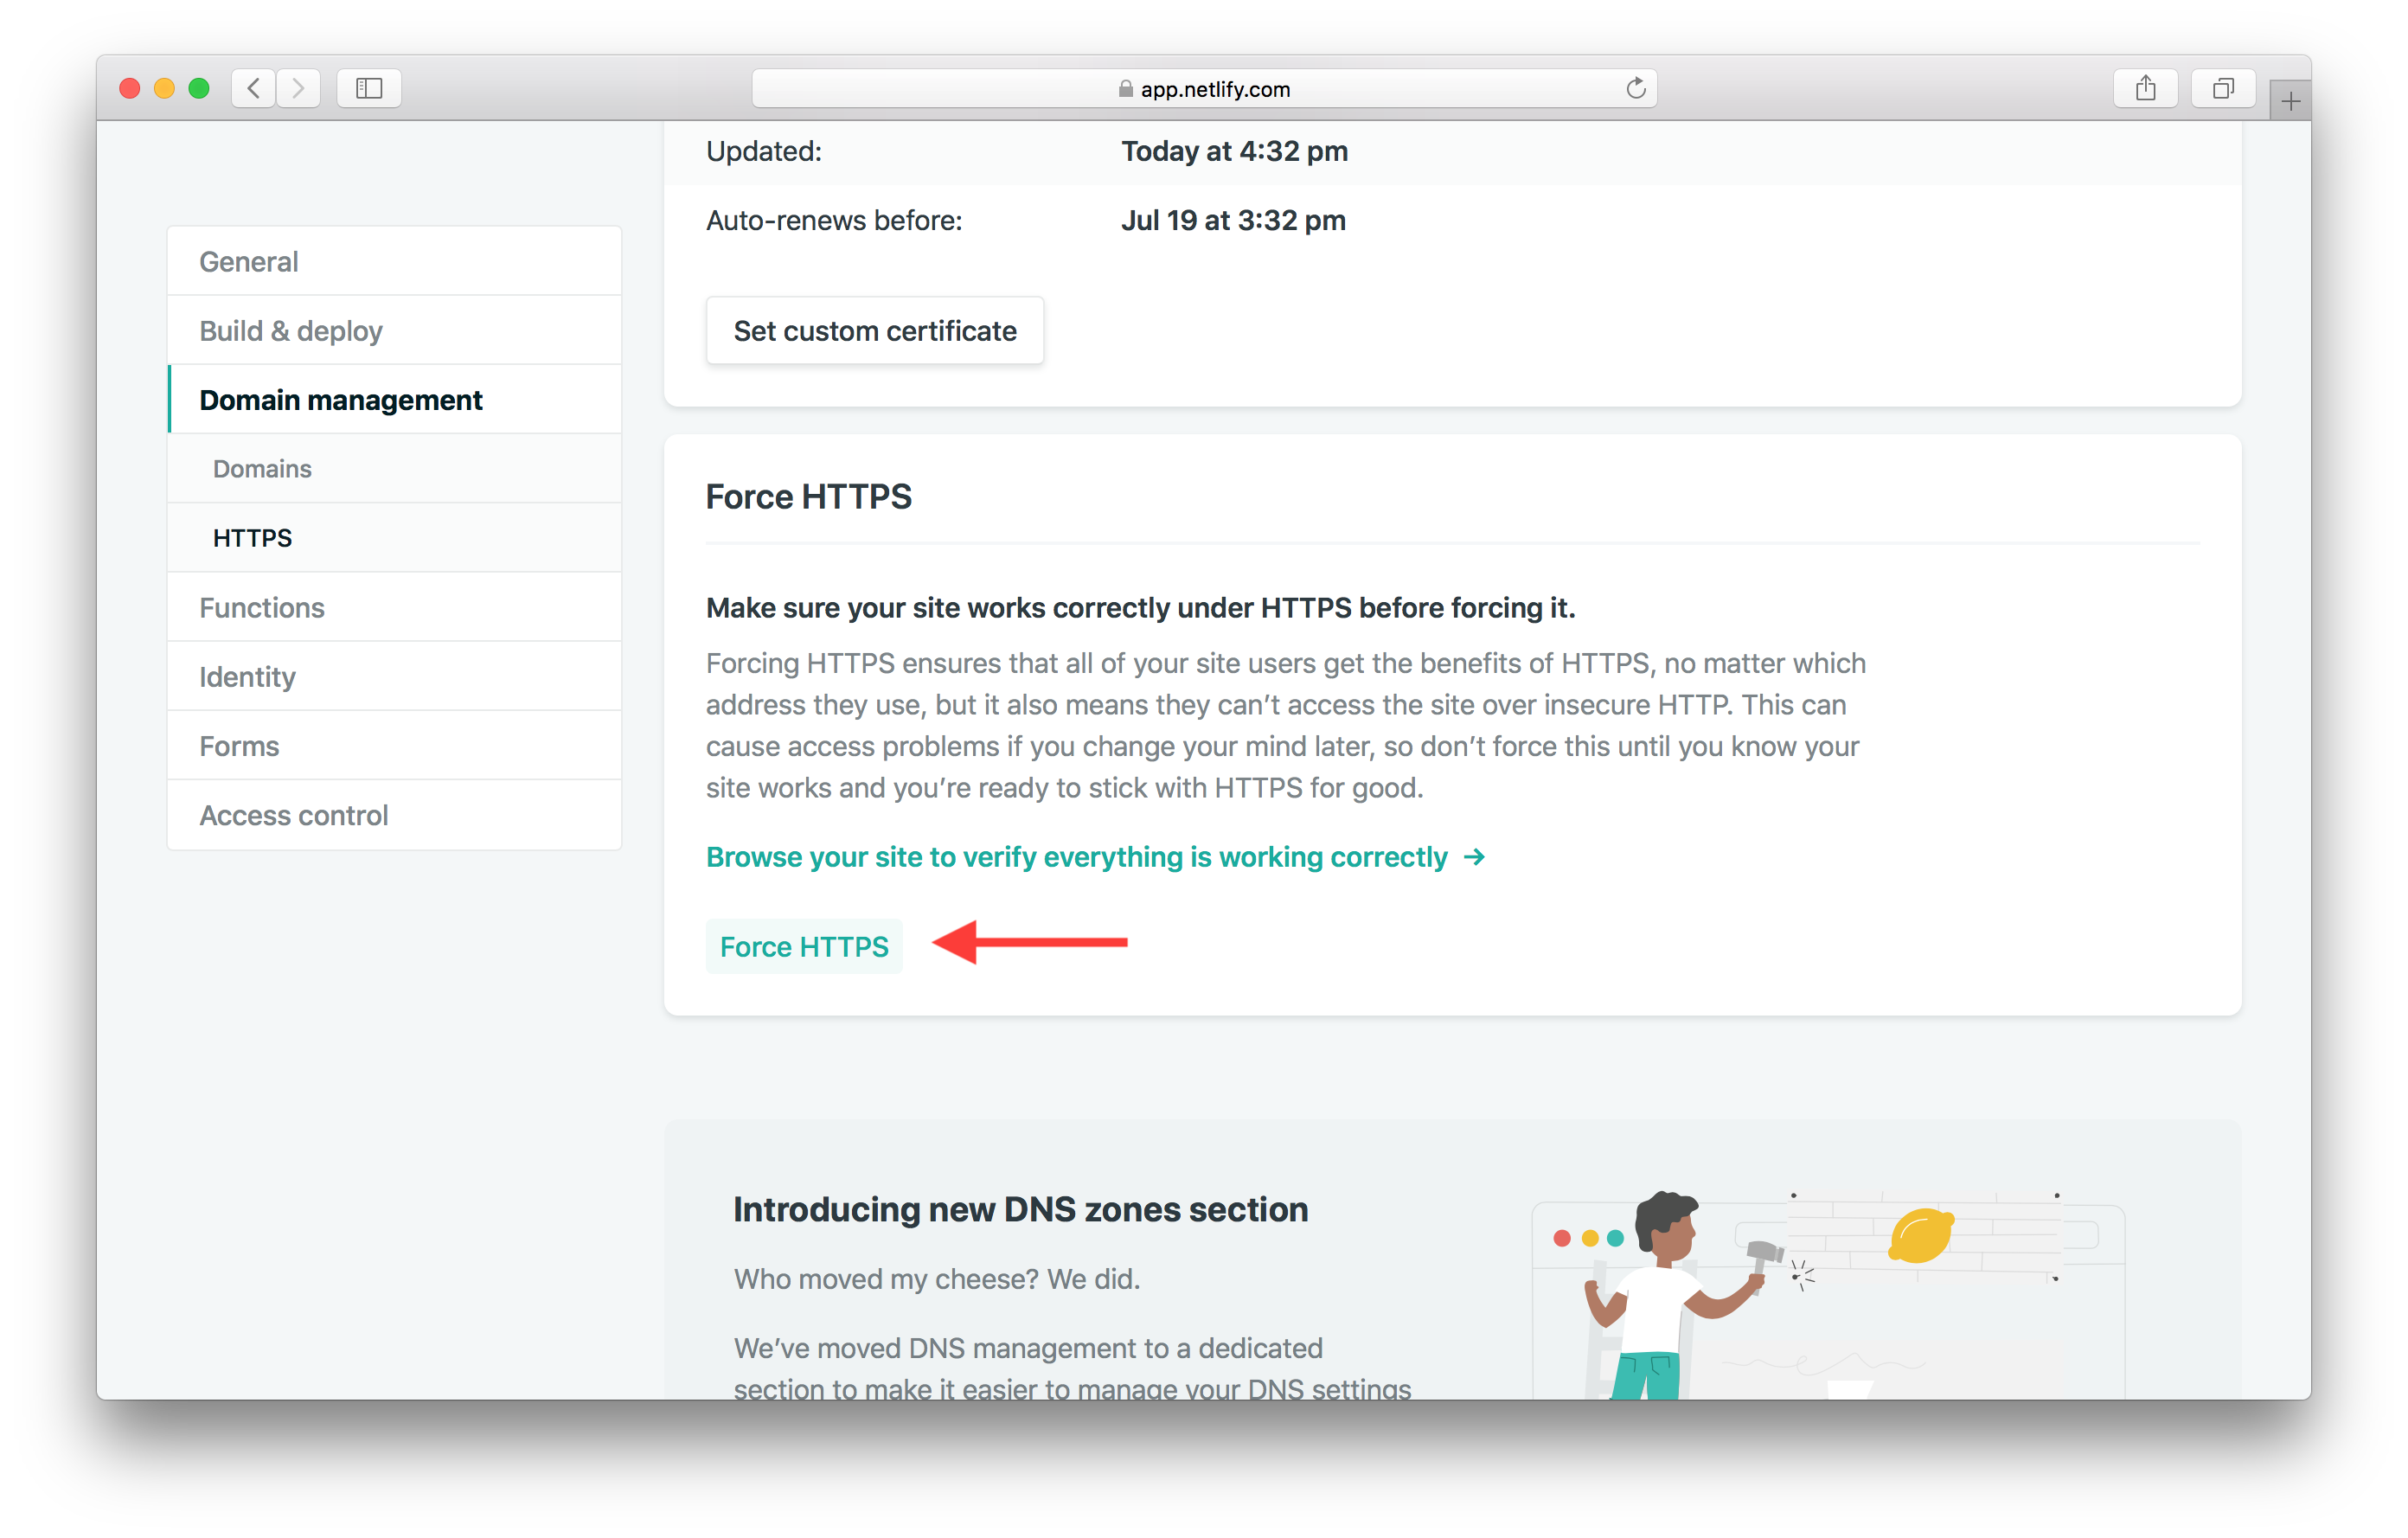 app.netlify.com
Updated: Today at 4:32 pm
Auto-renews before: Jul 19 at 3:32 pm
Set custom certificate
General
Build & deploy
Domain management
Domains
HTTPS
Functions
Identity
Forms
Access control
Force HTTPS
Make sure your site works correctly under HTTPS before forcing it.
Forcing HTTPS ensures that all of your site users get the benefits of HTTPS, no matter which
address they use, but it also means they can’t access the site over insecure HTTP. This can
cause access problems if you change your mind later, so don’t force this until you know your
site works and you’re ready to stick with HTTPS for good.
Browse your site to verify everything is working correctly →
Force HTTPS
Introducing new DNS zones section
Who moved my cheese? We did.
We’ve moved DNS management to a dedicated
section to make it easier to manage your DNS settings